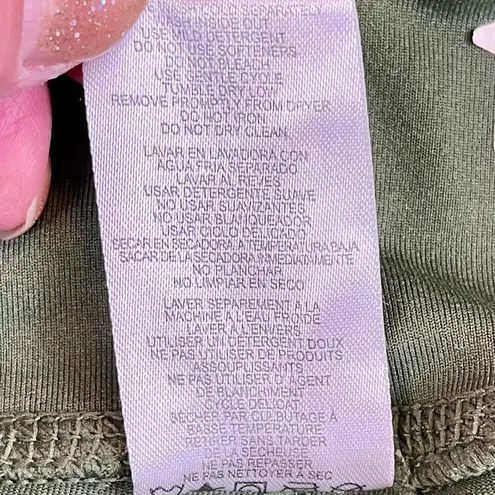 WASH INSIDE OUT
USE MILD DETERGENT
DO NOT USE SOFTENERS
DO NOT BLEACH
USE GENTLE CYCLE
TUMBLE DRY LOW
REMOVE PROMPTLY FROM DRYER
DO NOT IRON
DO NOT DRY CLEAN
LAVAR EN LAVADORA CON
AGUA FRIA SEPARADO
LAVAR AL REVES
USAR DETERGENTE SUAVE
NO USAR SUAVIZANTES
NO USAR BLANQUEADOR
USAR CICLO DELICADO
SECAR EN SECADORA A TEMPERATURA BAJA
SACAR DE LA SECADORA INMEDIATAMENTE
NO PLANCHAR
NO LIMPIAR EN SECO
LAVER SEPAREMENT A LA
MACHINE A L'EAU FROIDE
LAVER A L'ENVERS
UTILISER UN DETERGENT DOUX
NE PAS UTILISER DE PRODUITS
ASSOUPLISSANTS
NE PAS UTILISER D'AGENT
DE BLANCHIMENT
CYCLE DELICAT
SECHER PAR CULBUTAGE A
BASSE TEMPERATURE
RETIRER SANS TARDER
DE LA SECHEUSE
NE PAS REPASSER
NE PAS NETTOYER A SEC